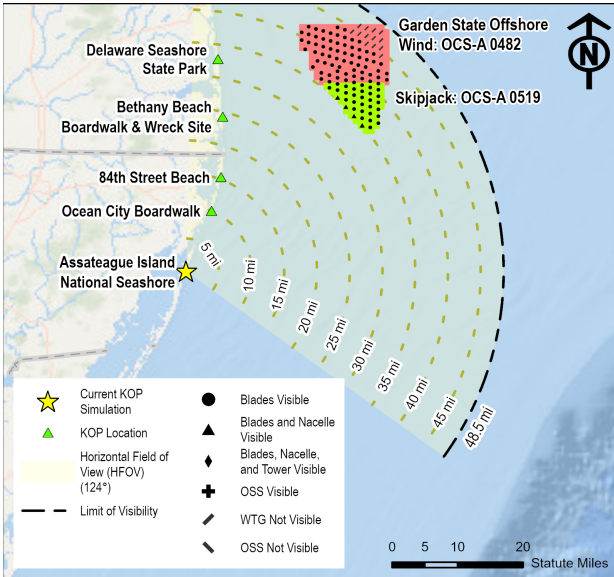 Garden State Offshore
Wind: OCS-A 0482
N
Delaware Seashore
State Park
Skipjack: OCS-A 0519
Bethany Beach
Boardwalk & Wreck Site
84th Street Beach
Ocean City Boardwalk
Assateague Island
National Seashore
5 mi
10 mi
15 mi
20 mi
25 mi
30 mi
35 mi
40 mi
45 mi
48.5 mi
Current KOP
Simulation
KOP Location
Horizontal Field of
View (HFOV)
(124°)
Limit of Visibility
Blades Visible
Blades and Nacelle
Visible
Blades, Nacelle,
and Tower Visible
OSS Visible
WTG Not Visible
OSS Not Visible
0 5 10 20
Statute Miles